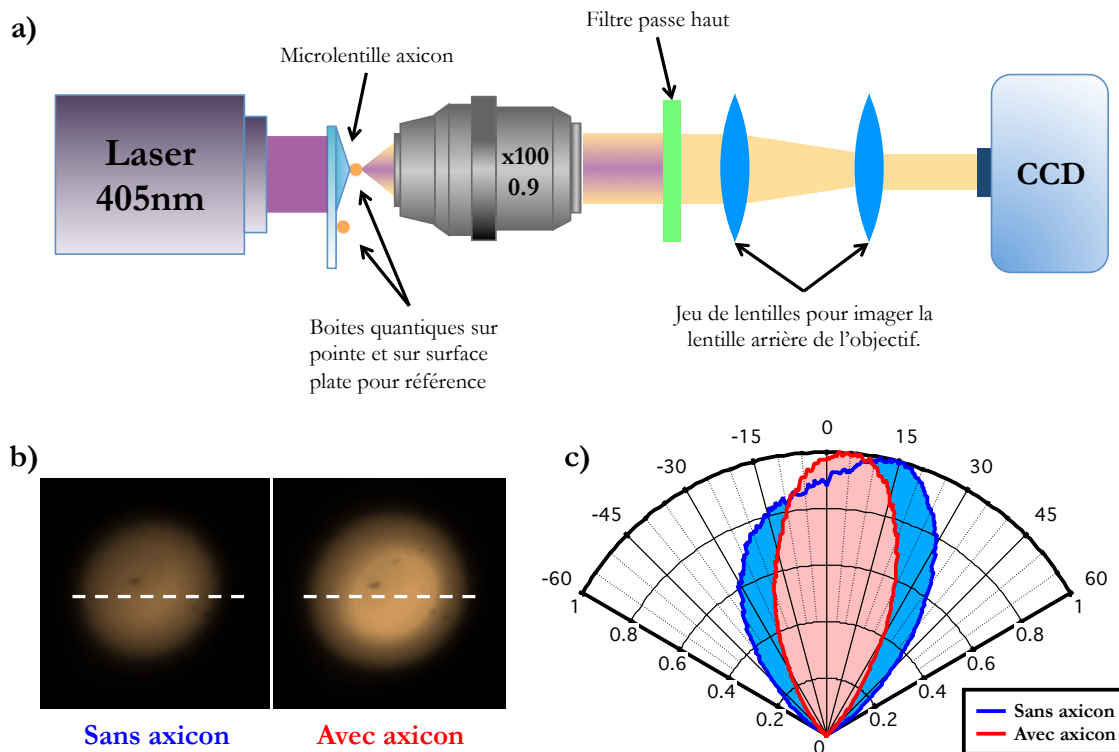 a)
Filtre passe haut
Microlentille axicon
Laser
405nm
x100
0.9
CCD
Boites quantiques sur
pointe et sur surface
plate pour référence
Jeu de lentilles pour imager la
lentille arrière de l'objectif.
b)
Sans axicon
Avec axicon
c)
-60
-45
-30
-15
0
15
30
45
60
1
0.8
0.6
0.4
0.2
0
0.2
0.4
0.6
0.8
1
Sans axicon
Avec axicon